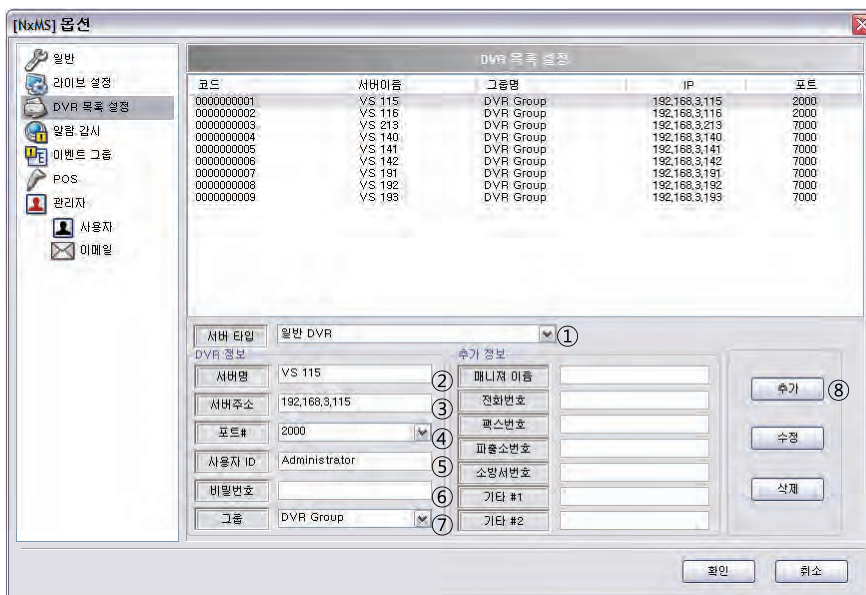 [NxMS] 옵션
일반
라이브 설정
DVR 목록 설정
알람 감시
이벤트 그룹
POS
관리자
사용자
이메일
DVR 목록 설정
코드 서버이름 그룹명 IP 포트
0000000001 VS 115 DVR Group 192,168,3,115 2000
0000000002 VS 116 DVR Group 192,168,3,116 2000
0000000003 VS 213 DVR Group 192,168,3,213 7000
0000000004 VS 140 DVR Group 192,168,3,140 7000
0000000005 VS 141 DVR Group 192,168,3,141 7000
0000000006 VS 142 DVR Group 192,168,3,142 7000
0000000007 VS 191 DVR Group 192,168,3,191 7000
0000000008 VS 192 DVR Group 192,168,3,192 7000
0000000009 VS 193 DVR Group 192,168,3,193 7000
서버 타입 일반 DVR ①
DVR 정보
서버명 VS 115 ②
서버주소 192,168,3,115 ③
포트# 2000 ④
사용자 ID Administrator ⑤
비밀번호 ⑥
그룹 DVR Group ⑦
추가 정보
매니저 이름
전화번호
팩스번호
파출소번호
소방서번호
기타 #1
기타 #2
추가 ⑧
수정
삭제
확인 취소